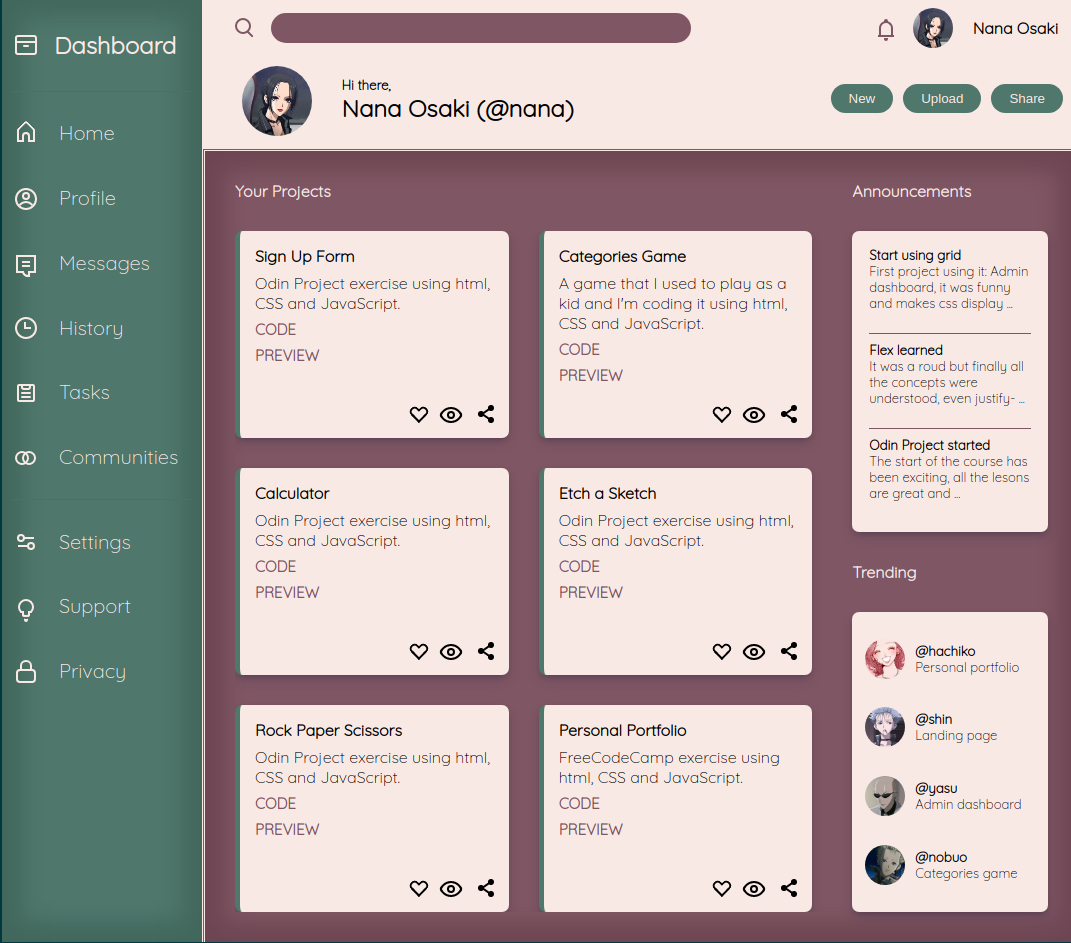 Dashboard
Home
Profile
Messages
History
Tasks
Communities
Settings
Support
Privacy
Nana Osaki
Hi there,
Nana Osaki (@nana)
New
Upload
Share
Your Projects
Sign Up Form
Odin Project exercise using html,
CSS and JavaScript.
CODE
PREVIEW
Categories Game
A game that I used to play as a
kid and I'm coding it using html,
CSS and JavaScript.
CODE
PREVIEW
Calculator
Odin Project exercise using html,
CSS and JavaScript.
CODE
PREVIEW
Etch a Sketch
Odin Project exercise using html,
CSS and JavaScript.
CODE
PREVIEW
Rock Paper Scissors
Odin Project exercise using html,
CSS and JavaScript.
CODE
PREVIEW
Personal Portfolio
FreeCodeCamp exercise using
html, CSS and JavaScript.
CODE
PREVIEW
Announcements
Start using grid
First project using it: Admin
dashboard, it was funny
and makes css display ...
Flex learned
It was a roud but finally all
the concepts were
understood, even justify- ...
Odin Project started
The start of the course has
been exciting, all the lesons
are great and ...
Trending
@hachiko
Personal portfolio
@shin
Landing page
@yasu
Admin dashboard
@nobuo
Categories game